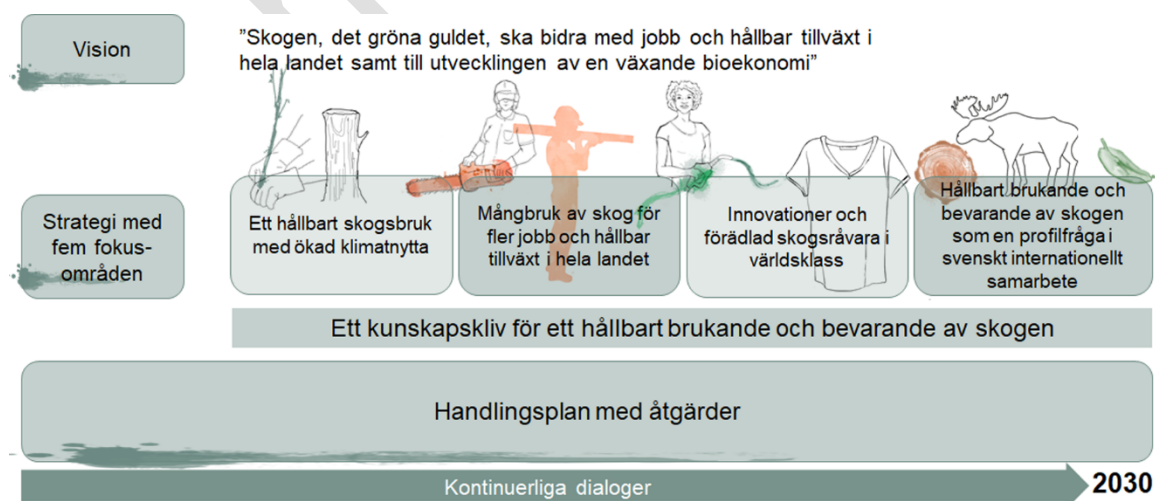 Vision
”Skogen, det gröna guldet, ska bidra med jobb och hållbar tillväxt i
hela landet samt till utvecklingen av en växande bioekonomi”
Strategi med
fem fokus-
områden
Ett hållbart skogsbruk
med ökad klimatnytta
Mångbruk av skog för
fler jobb och hållbar
tillväxt i hela landet
Innovationer och
förädlad skogsråvara i
världsklass
Hållbart brukande och
bevarande av skogen
som en profilfråga i
svenskt internationellt
samarbete
Ett kunskapskliv för ett hållbart brukande och bevarande av skogen
Handlingsplan med åtgärder
Kontinuerliga dialoger
2030